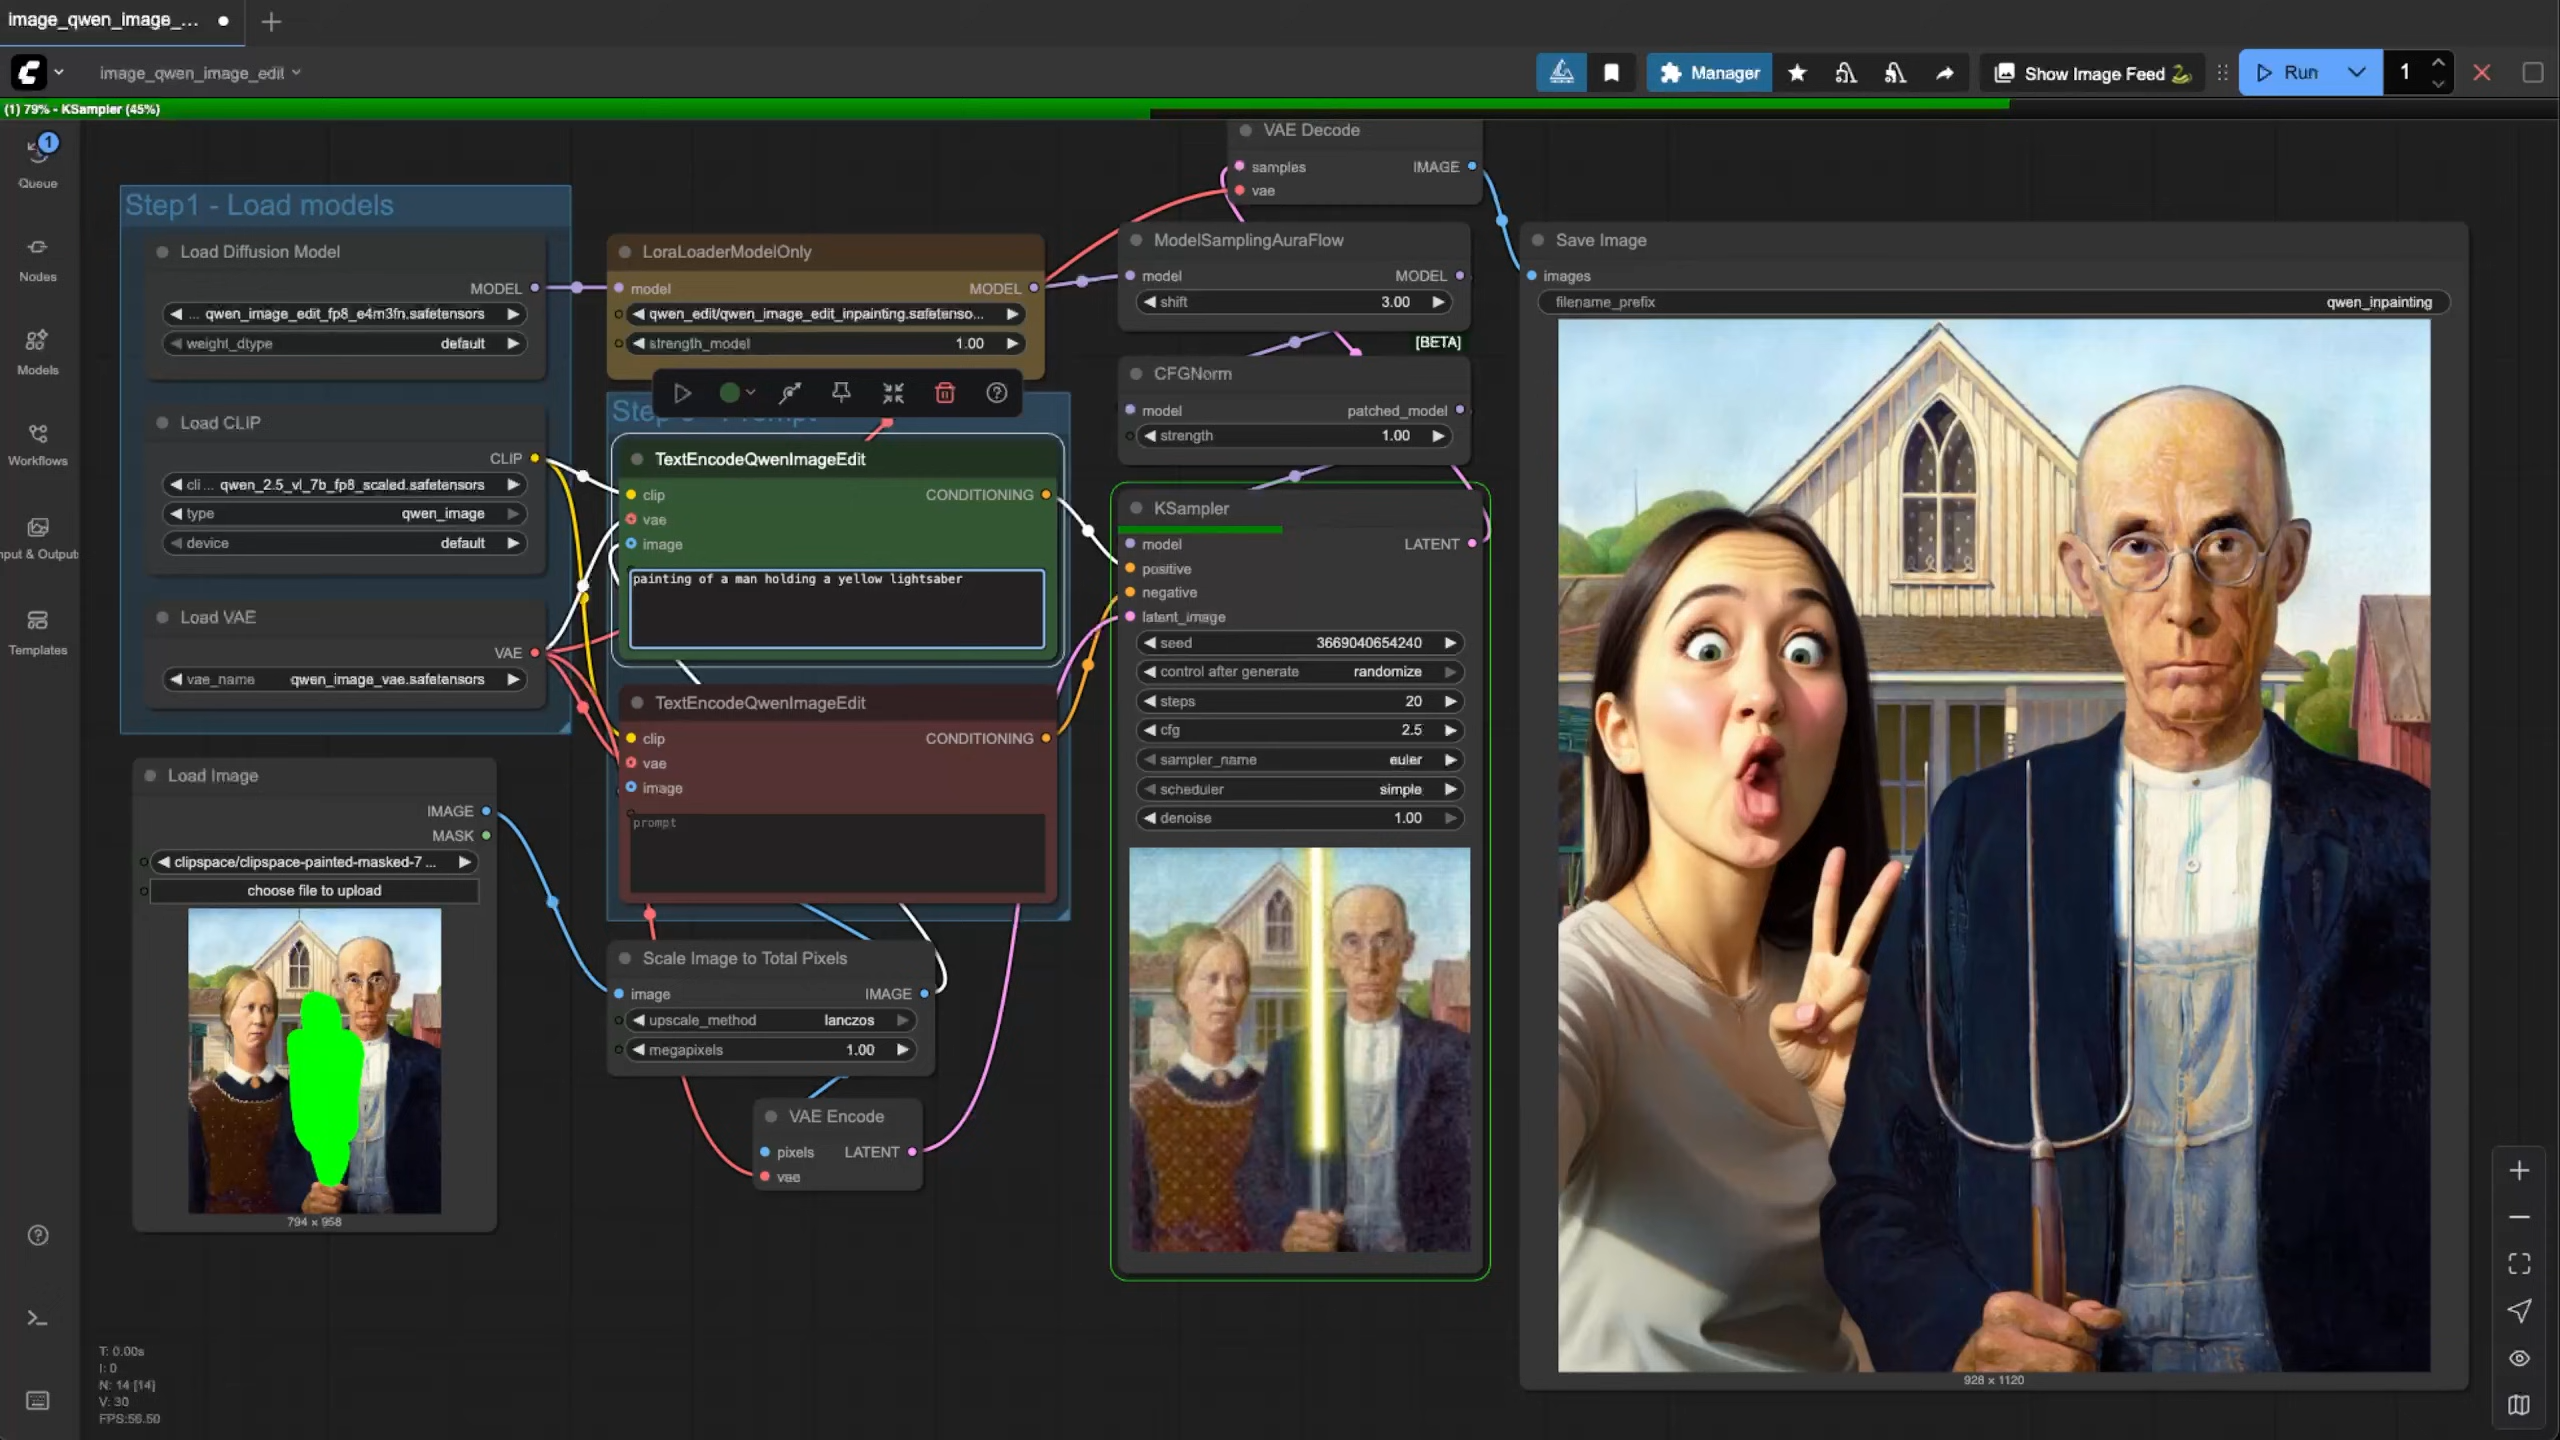 image_qwen_image_...
image_qwen_image_edit
Manager
Show Image Feed
Run
1
(1) 79% - KSampler (45%)
1
Queue
Nodes
Models
Workflows
nput & Output
Templates
Step1 - Load models
Load Diffusion Model
MODEL
... qwen_image_edit_fp8_e4m3fn.safetensors
weight_dtype default
Load CLIP
CLIP
cli ... qwen_2.5_vl_7b_fp8_scaled.safetensors
type qwen_image
device default
Load VAE
VAE
vae_name qwen_image_vae.safetensors
Load Image
IMAGE
MASK
clipspace/clipspace-painted-masked-7 ...
choose file to upload
794 x 958
LoraLoaderModelOnly
model MODEL
qwen_edit/qwen_image_edit_inpainting.safetenso...
strength_model 1.00
TextEncodeQwenImageEdit
clip CONDITIONING
vae
image
painting of a man holding a yellow lightsaber
TextEncodeQwenImageEdit
clip CONDITIONING
vae
image
prompt
Scale Image to Total Pixels
image IMAGE
upscale_method lanczos
megapixels 1.00
VAE Encode
pixels LATENT
vae
VAE Decode
samples IMAGE
vae
ModelSamplingAuraFlow
model MODEL
shift 3.00
[BETA]
CFGNorm
model patched_model
strength 1.00
KSampler
model LATENT
positive
negative
latent_image
seed 3669040654240
control after generate randomize
steps 20
cfg 2.5
sampler_name euler
scheduler simple
denoise 1.00
Save Image
images
filename_prefix qwen_inpainting
928 x 1120
T: 0.00s
I: 0
N: 14 [14]
V: 30
FPS:56.50